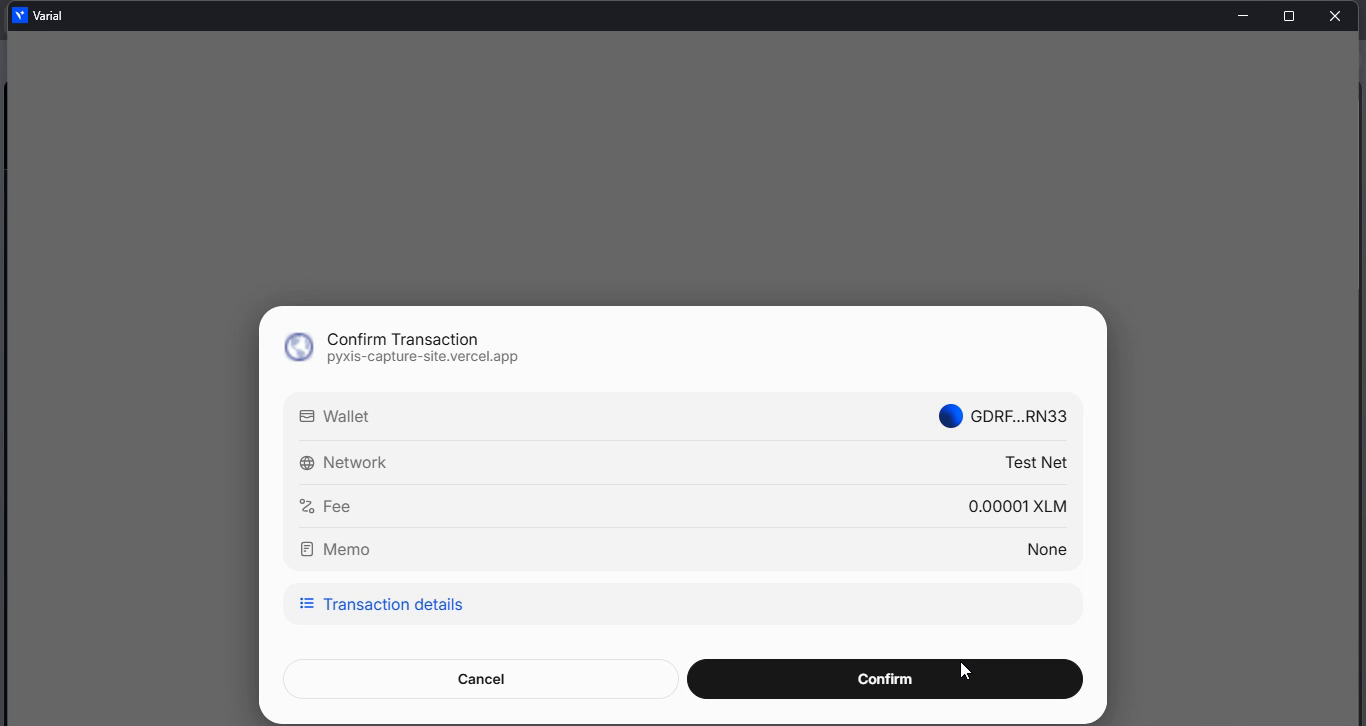 Varial
Confirm Transaction
pyxis-capture-site.vercel.app
Wallet GDRF...RN33
Network Test Net
Fee 0.00001 XLM
Memo None
Transaction details
Cancel Confirm